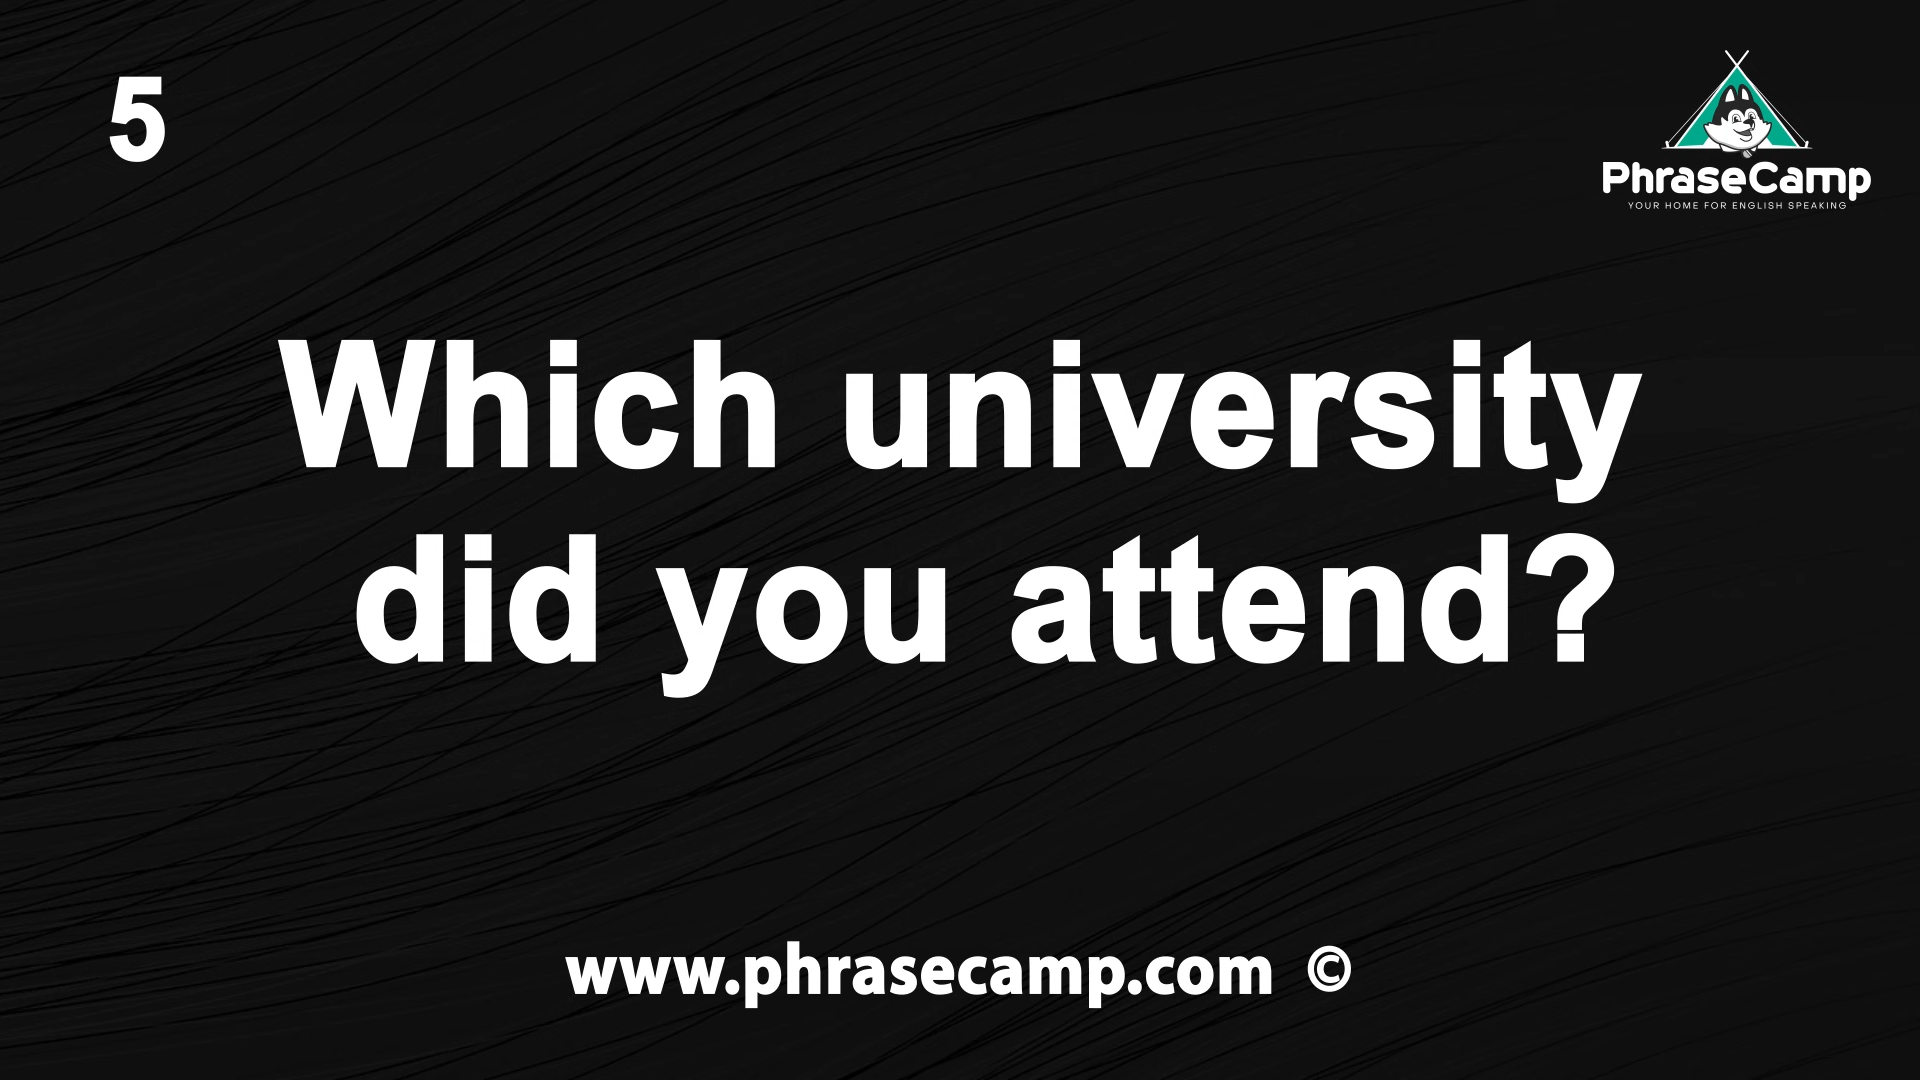 5
PhraseCamp
YOUR HOME FOR ENGLISH SPEAKING
Which university
did you attend?
www.phrasecamp.com ©